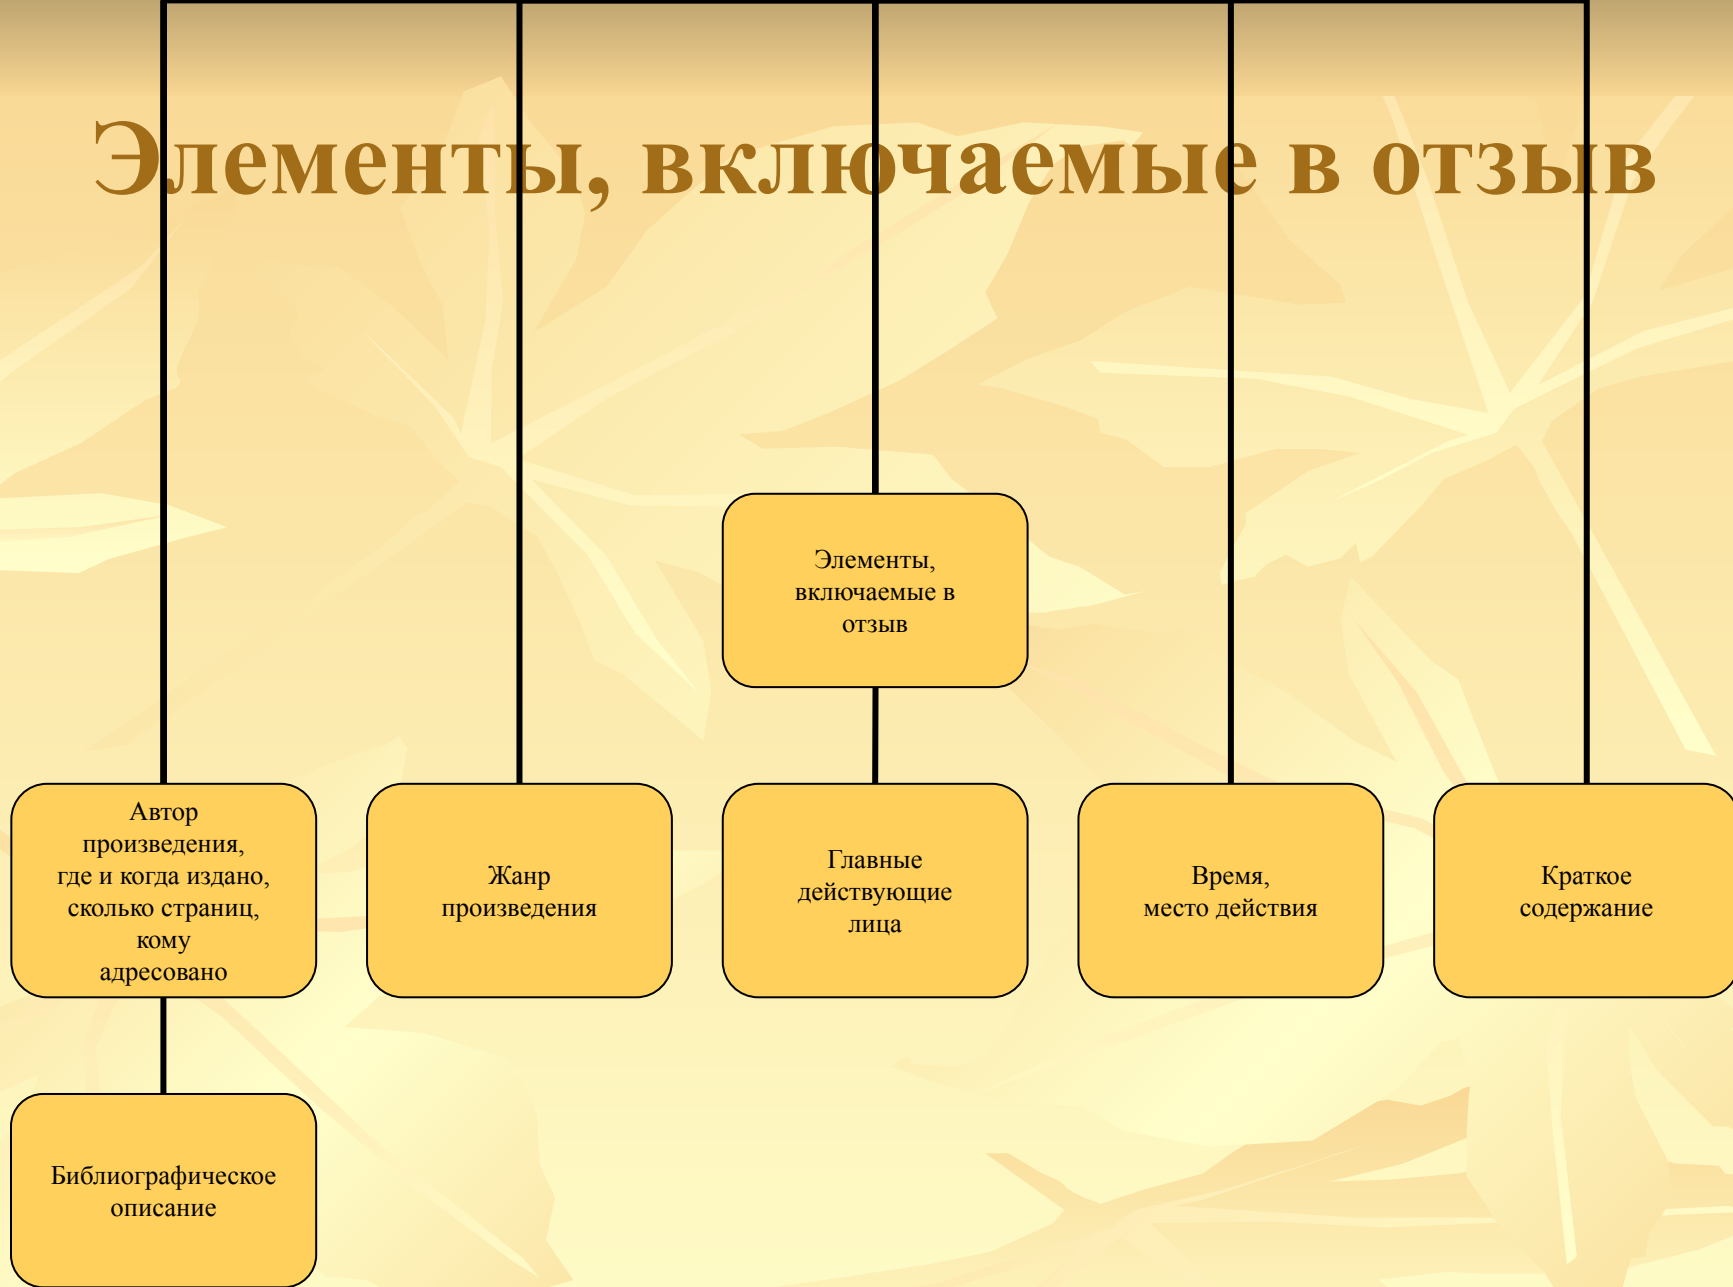 Элементы, включаемые в отзыв
Элементы,
включаемые в
отзыв
Автор
произведения,
где и когда издано,
сколько страниц,
кому
адресовано
Жанр
произведения
Главные
действующие
лица
Время,
место действия
Краткое
содержание
Библиографическое
описание